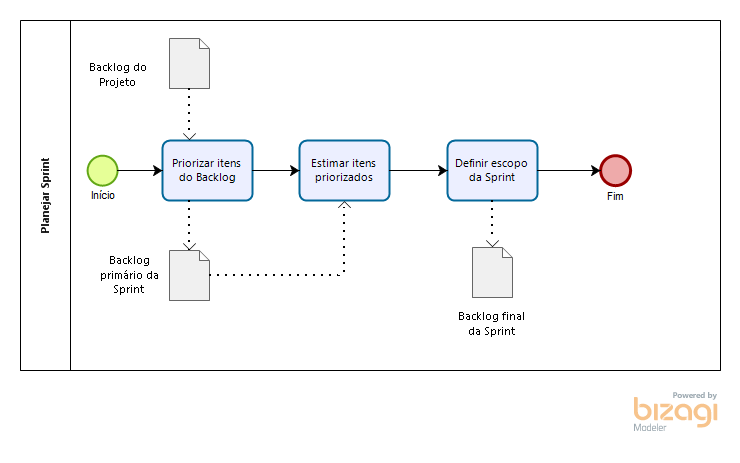 Planejar Sprint
Backlog do
Projeto
Início
Priorizar itens
do Backlog
Estimar itens
priorizados
Definir escopo
da Sprint
Fim
Backlog
primário da
Sprint
Backlog final
da Sprint
Powered by
bizagi
Modeler